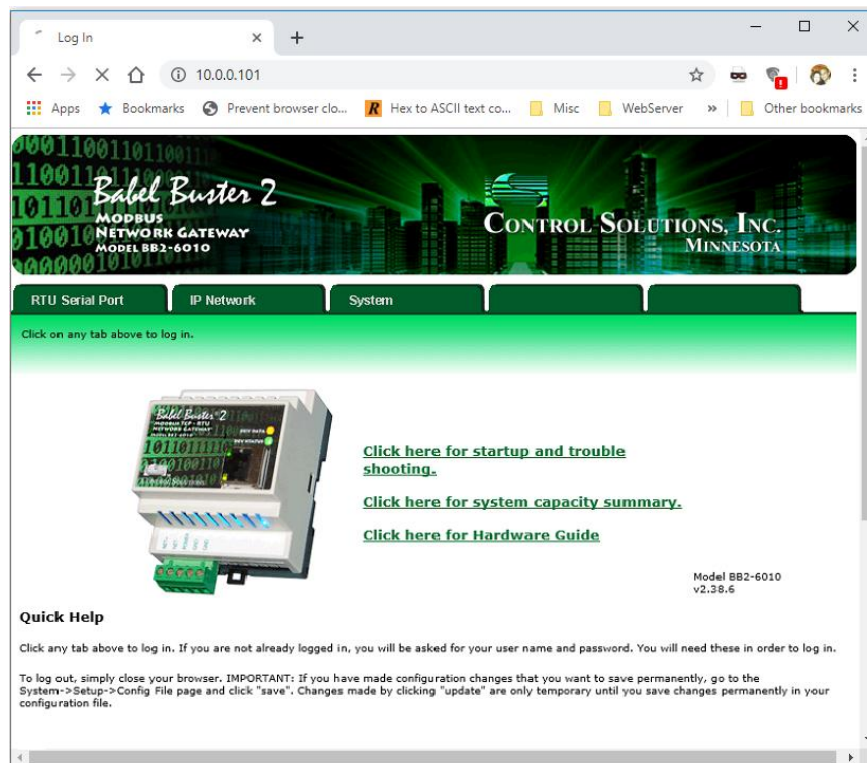 Log In
10.0.0.101
Apps Bookmarks Prevent browser clo... Hex to ASCII text co... Misc WebServer » Other bookmarks
Babel Buster 2
MODBUS
NETWORK GATEWAY
MODEL BB2-6010
CONTROL SOLUTIONS, INC.
MINNESOTA
RTU Serial Port IP Network System
Click on any tab above to log in.
Babel Buster 2
Click here for startup and trouble
shooting.
Click here for system capacity summary.
Click here for Hardware Guide
Model BB2-6010
v2.38.6
Quick Help
Click any tab above to log in. If you are not already logged in, you will be asked for your user name and password. You will need these in order to log in.
To log out, simply close your browser. IMPORTANT: If you have made configuration changes that you want to save permanently, go to the
System->Setup->Config File page and click "save". Changes made by clicking "update" are only temporary until you save changes permanently in your
configuration file.